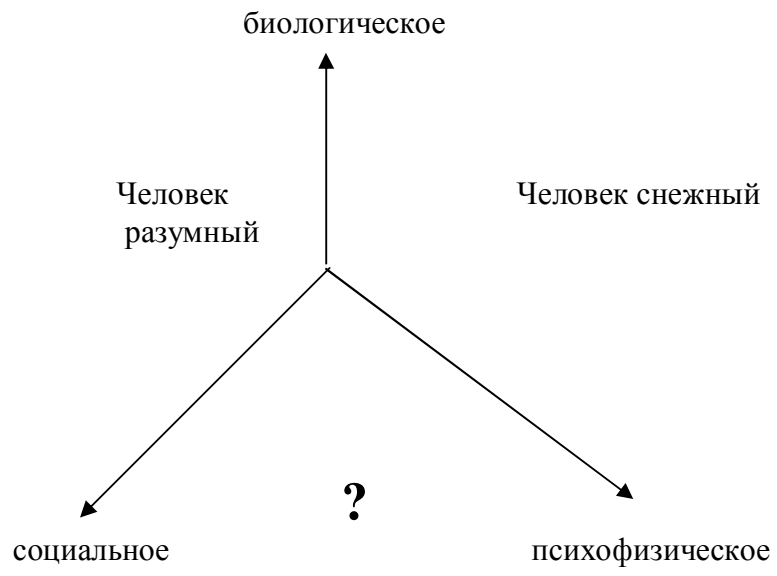 биологическое
Человек
разумный
Человек снежный
?
социальное
психофизическое